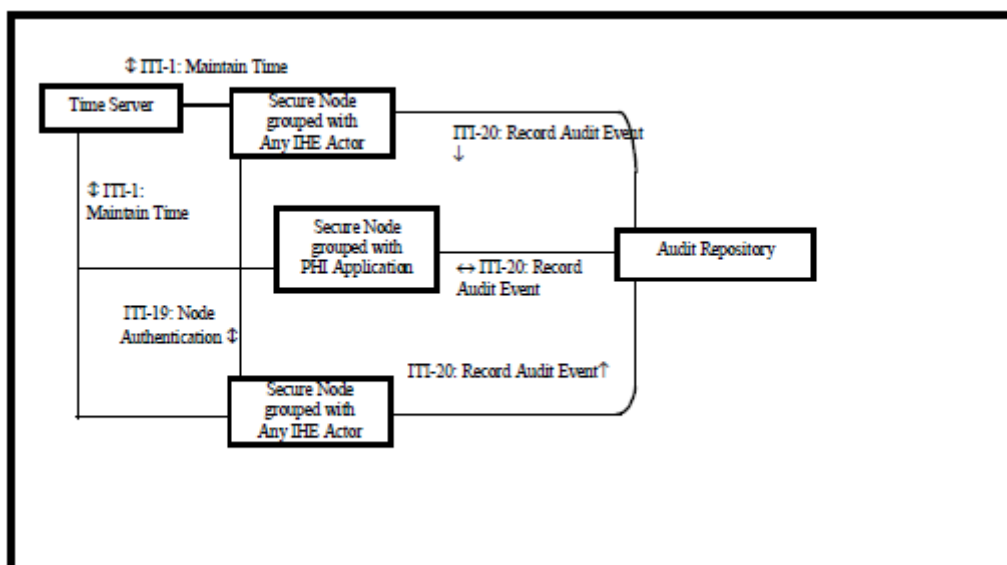 ⇕ ITI-1: Maintain Time
Time Server
Secure Node
grouped with
Any IHE Actor
ITI-20: Record Audit Event
↓
⇕ ITI-1:
Maintain Time
Secure Node
grouped with
PHI Application
Audit Repository
↔ ITI-20: Record
Audit Event
ITI-19: Node
Authentication ⇕
ITI-20: Record Audit Event↑
Secure Node
grouped with
Any IHE Actor